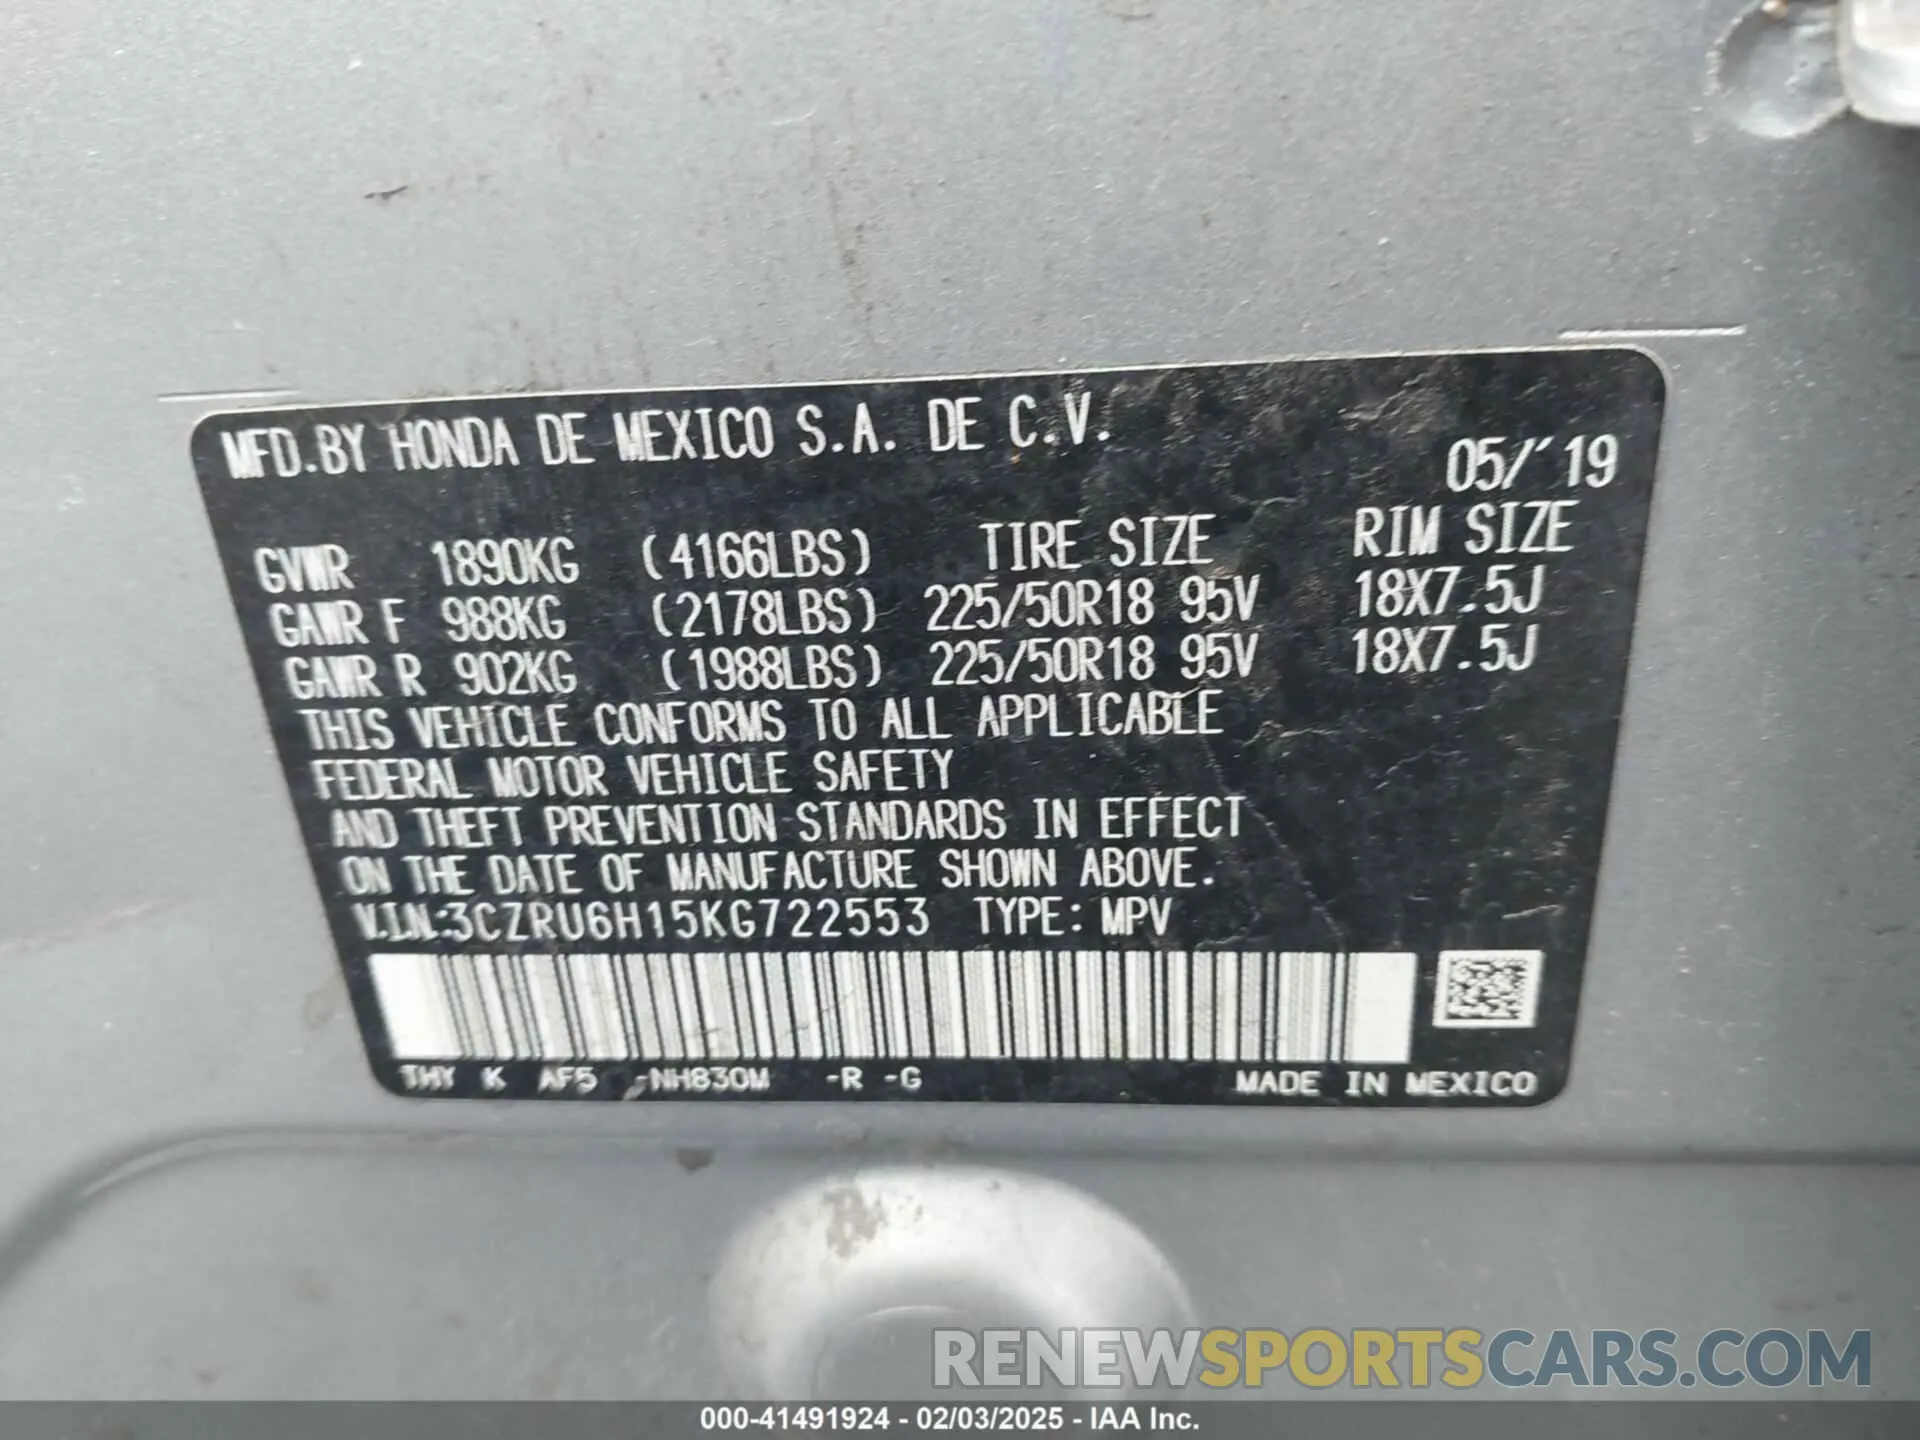 MFD.BY HONDA DE MEXICO S.A. DE C.V.
05/'19
GVWR 1890KG (4166LBS) TIRE SIZE RIM SIZE
GAWR F 988KG (2178LBS) 225/50R18 95V 18X7.5J
GAWR R 902KG (1988LBS) 225/50R18 95V 18X7.5J
THIS VEHICLE CONFORMS TO ALL APPLICABLE
FEDERAL MOTOR VEHICLE SAFETY
AND THEFT PREVENTION STANDARDS IN EFFECT
ON THE DATE OF MANUFACTURE SHOWN ABOVE.
V.I.N:3CZRU6H15KG722553 TYPE: MPV
THY K AF5 -NH830M -R -G MADE IN MEXICO
RENEWSPORTSCARS.COM
000-41491924 - 02/03/2025 - IAA Inc.